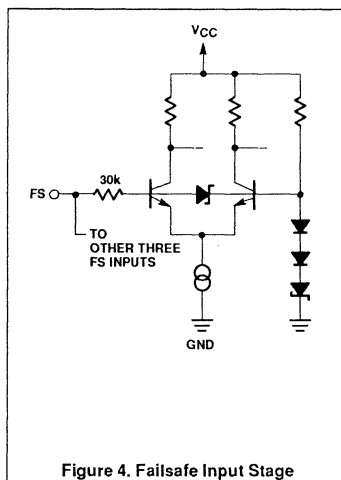 VCC
30k
FS
TO
OTHER THREE
FS INPUTS
GND
Figure 4. Failsafe Input Stage